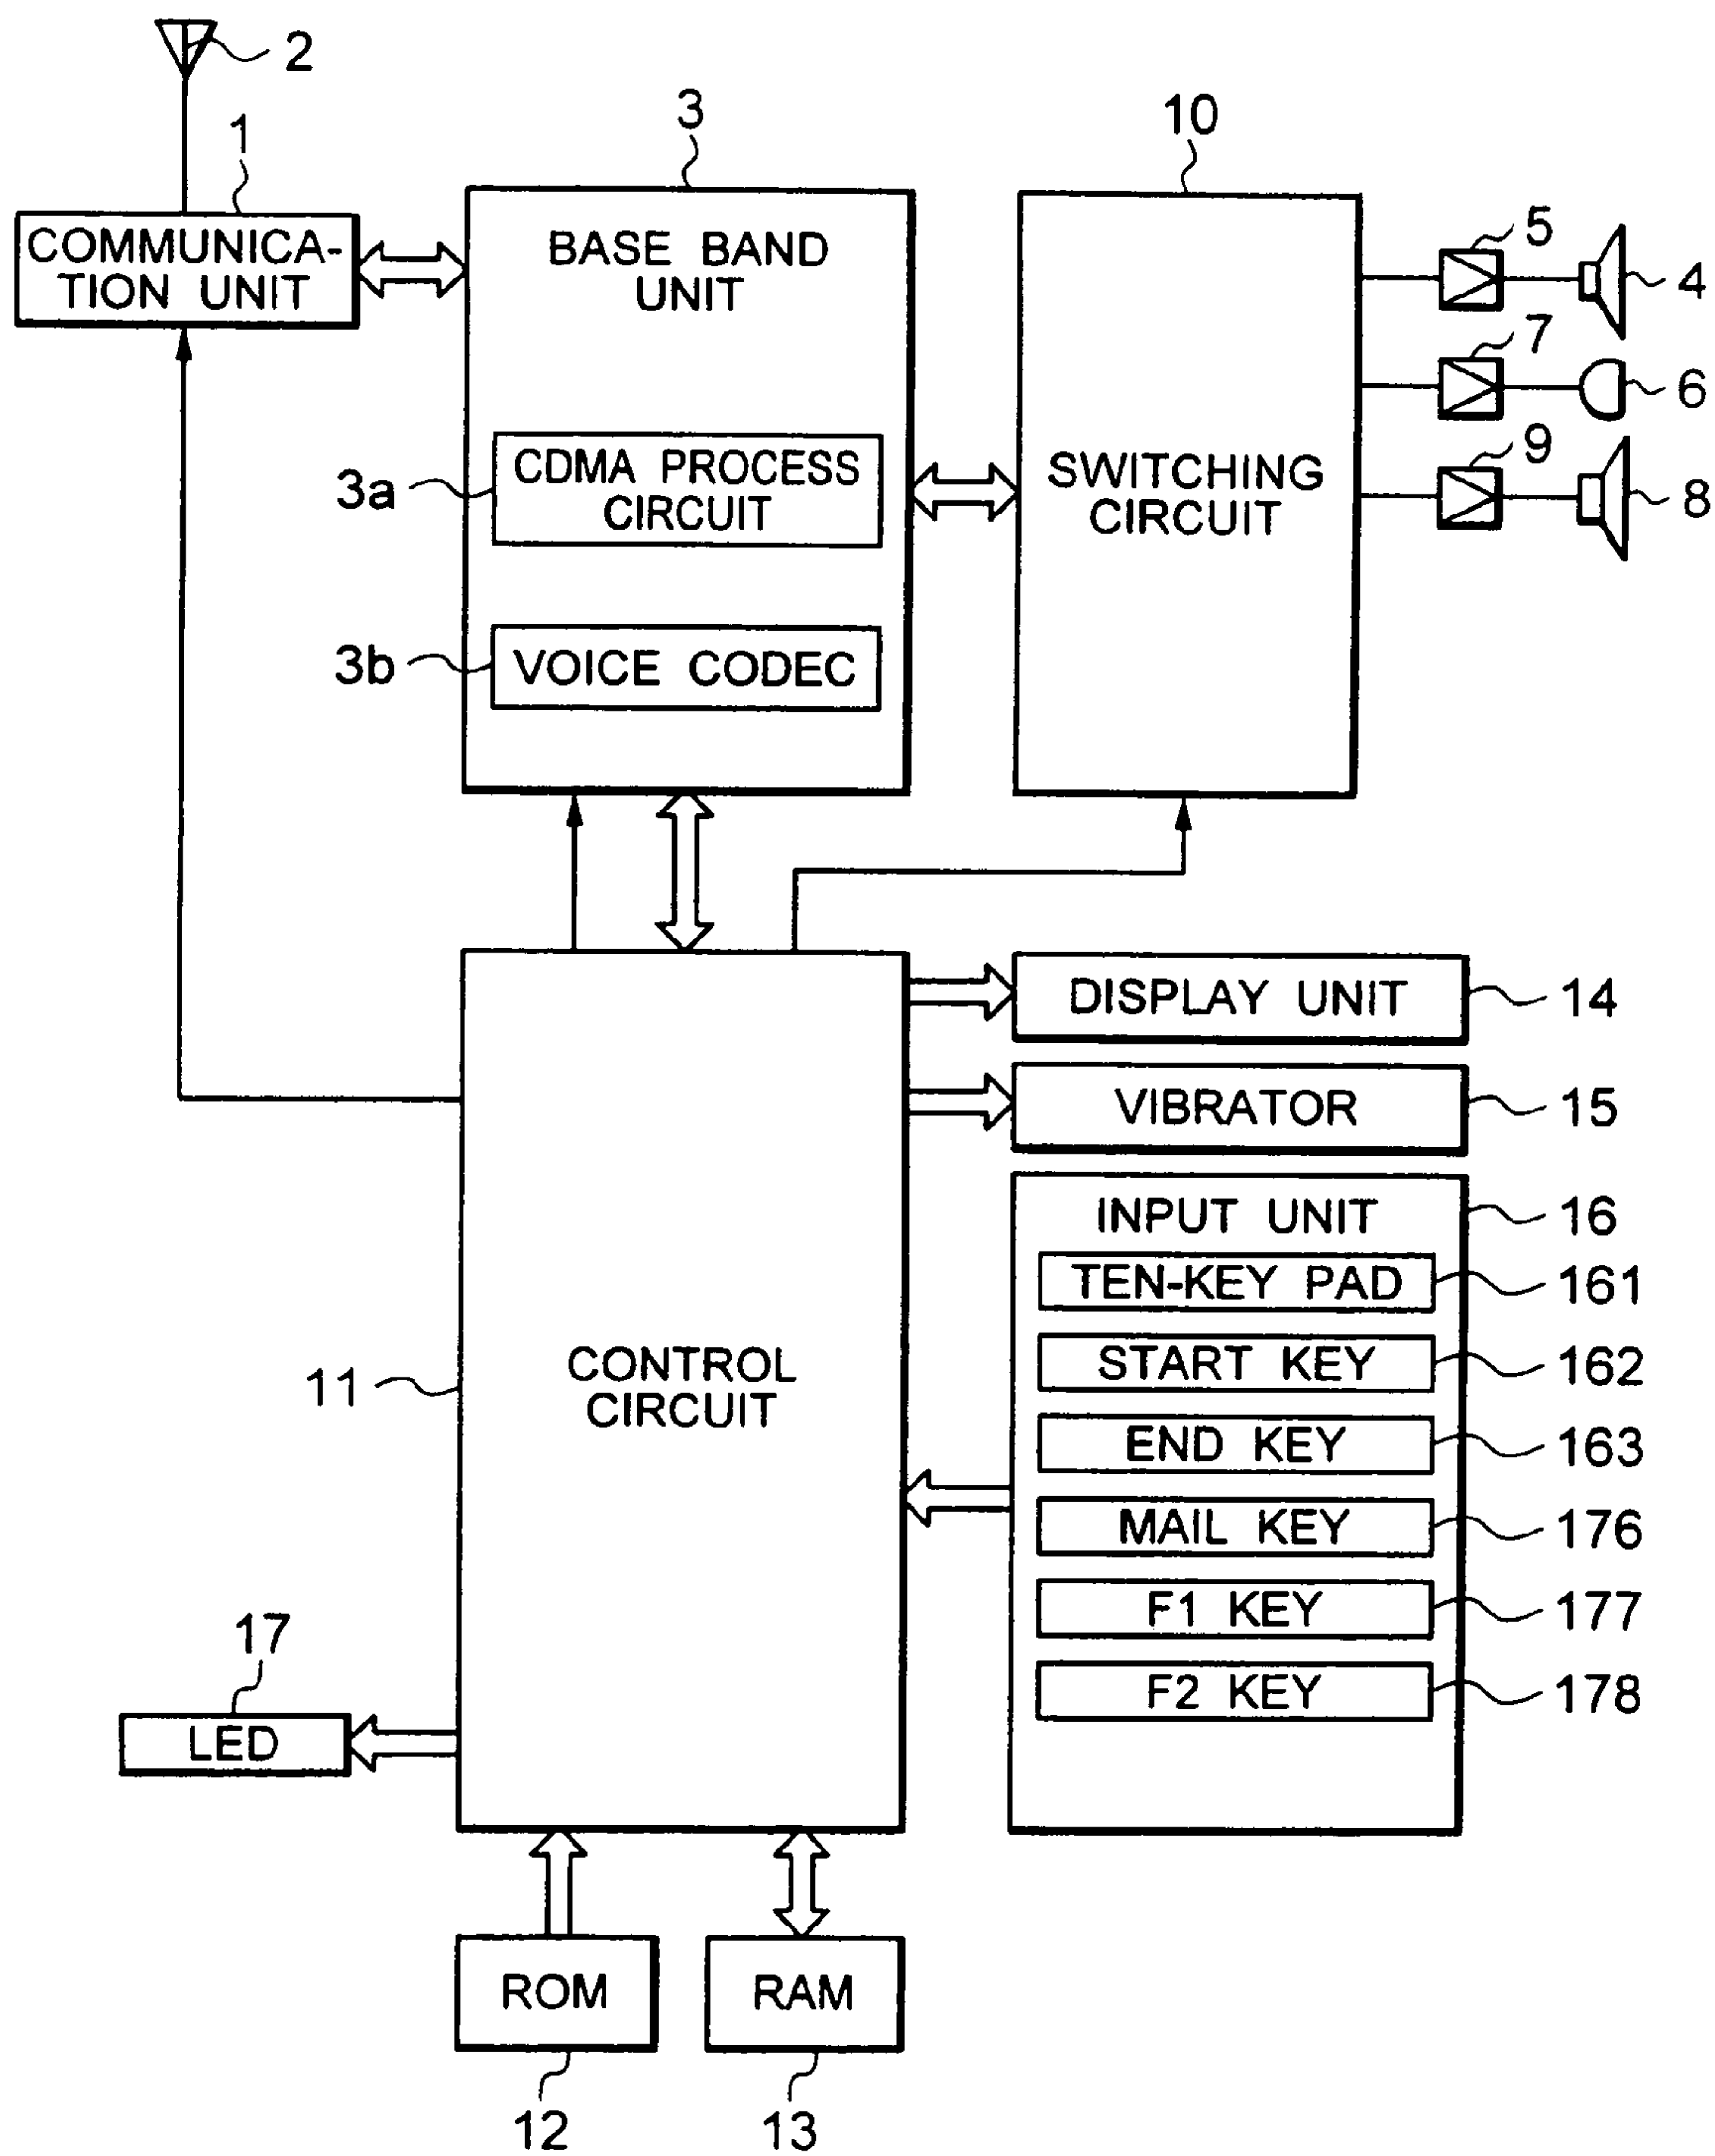 2
1
3
10
COMMUNICA-
TION UNIT
BASE BAND
UNIT
5
4
7
6
9
8
3a
CDMA PROCESS
CIRCUIT
SWITCHING
CIRCUIT
3b
VOICE CODEC
DISPLAY UNIT
14
VIBRATOR
15
INPUT UNIT
16
TEN-KEY PAD
161
START KEY
162
END KEY
163
MAIL KEY
176
F1 KEY
177
F2 KEY
178
11
CONTROL
CIRCUIT
17
LED
ROM
RAM
12
13